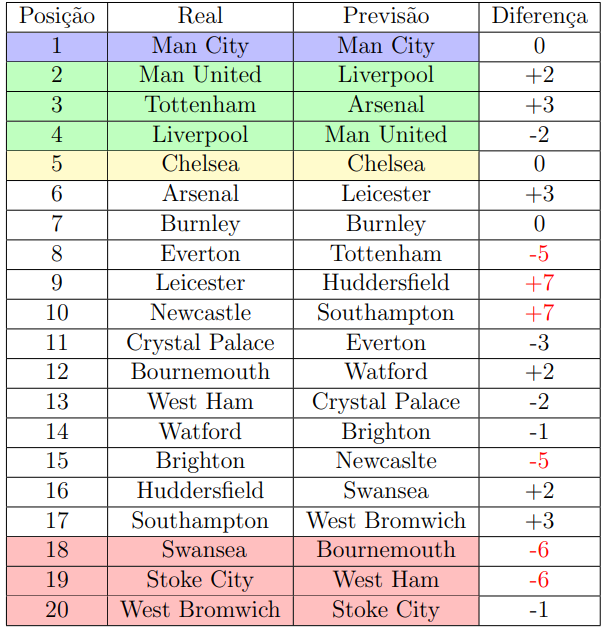 Posição Real Previsão Diferença
1 Man City Man City 0
2 Man United Liverpool +2
3 Tottenham Arsenal +3
4 Liverpool Man United -2
5 Chelsea Chelsea 0
6 Arsenal Leicester +3
7 Burnley Burnley 0
8 Everton Tottenham -5
9 Leicester Huddersfield +7
10 Newcastle Southampton +7
11 Crystal Palace Everton -3
12 Bournemouth Watford +2
13 West Ham Crystal Palace -2
14 Watford Brighton -1
15 Brighton Newcaslte -5
16 Huddersfield Swansea +2
17 Southampton West Bromwich +3
18 Swansea Bournemouth -6
19 Stoke City West Ham -6
20 West Bromwich Stoke City -1